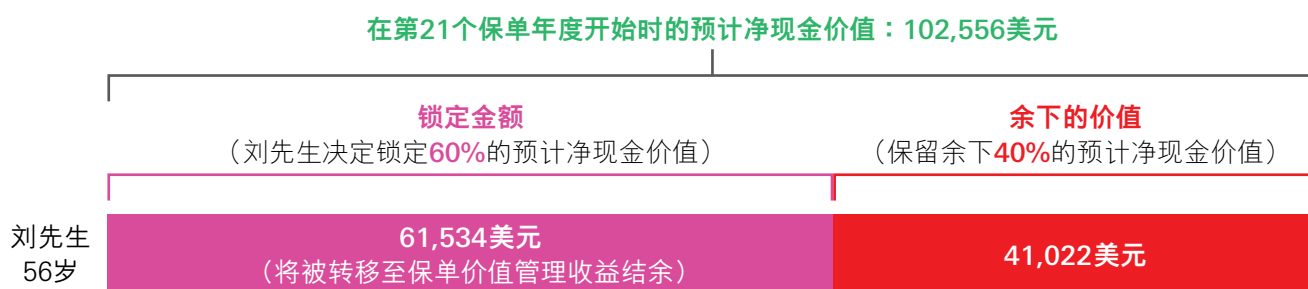 在第21个保单年度开始时的预计净现金价值：102,556美元
锁定金额
（刘先生决定锁定60%的预计净现金价值）
余下的价值
（保留余下40%的预计净现金价值）
刘先生
56岁
61,534美元
（将被转移至保单价值管理收益结余）
41,022美元